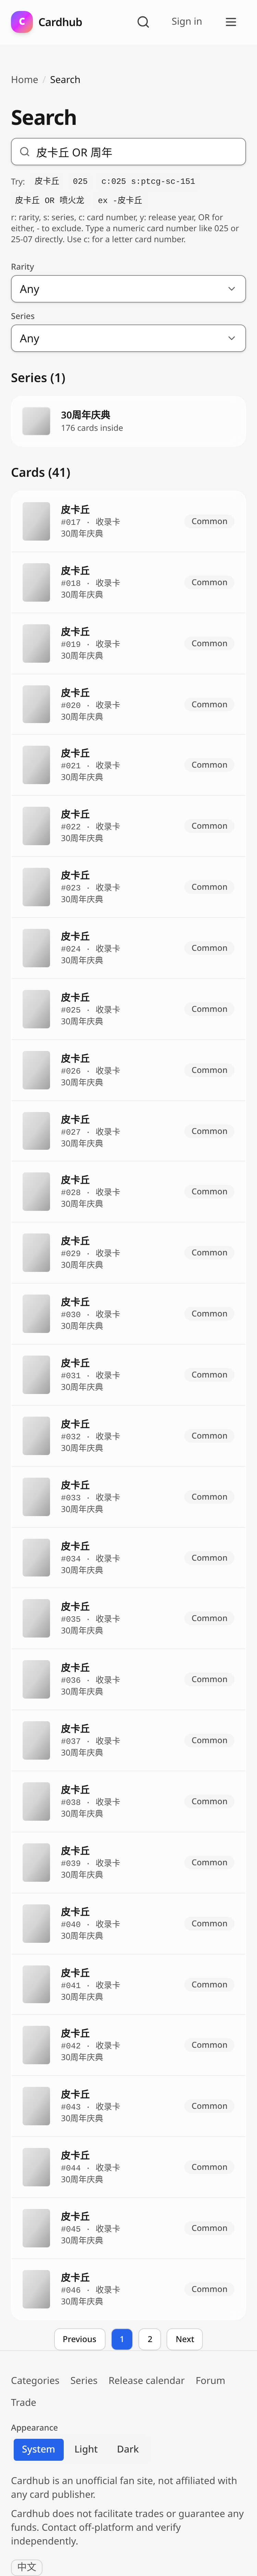 C Cardhub Sign in
Home / Search
Search
皮卡丘 OR 周年
Try: 皮卡丘 025 c:025 s:ptcg-sc-151
皮卡丘 OR 喷火龙 ex -皮卡丘
r: rarity, s: series, c: card number, y: release year, OR for
either, - to exclude. Type a numeric card number like 025 or
25-07 directly. Use c: for a letter card number.
Rarity
Any
Series
Any
Series (1)
30周年庆典
176 cards inside
Cards (41)
皮卡丘
#017 · 收录卡
30周年庆典
Common
皮卡丘
#018 · 收录卡
30周年庆典
Common
皮卡丘
#019 · 收录卡
30周年庆典
Common
皮卡丘
#020 · 收录卡
30周年庆典
Common
皮卡丘
#021 · 收录卡
30周年庆典
Common
皮卡丘
#022 · 收录卡
30周年庆典
Common
皮卡丘
#023 · 收录卡
30周年庆典
Common
皮卡丘
#024 · 收录卡
30周年庆典
Common
皮卡丘
#025 · 收录卡
30周年庆典
Common
皮卡丘
#026 · 收录卡
30周年庆典
Common
皮卡丘
#027 · 收录卡
30周年庆典
Common
皮卡丘
#028 · 收录卡
30周年庆典
Common
皮卡丘
#029 · 收录卡
30周年庆典
Common
皮卡丘
#030 · 收录卡
30周年庆典
Common
皮卡丘
#031 · 收录卡
30周年庆典
Common
皮卡丘
#032 · 收录卡
30周年庆典
Common
皮卡丘
#033 · 收录卡
30周年庆典
Common
皮卡丘
#034 · 收录卡
30周年庆典
Common
皮卡丘
#035 · 收录卡
30周年庆典
Common
皮卡丘
#036 · 收录卡
30周年庆典
Common
皮卡丘
#037 · 收录卡
30周年庆典
Common
皮卡丘
#038 · 收录卡
30周年庆典
Common
皮卡丘
#039 · 收录卡
30周年庆典
Common
皮卡丘
#040 · 收录卡
30周年庆典
Common
皮卡丘
#041 · 收录卡
30周年庆典
Common
皮卡丘
#042 · 收录卡
30周年庆典
Common
皮卡丘
#043 · 收录卡
30周年庆典
Common
皮卡丘
#044 · 收录卡
30周年庆典
Common
皮卡丘
#045 · 收录卡
30周年庆典
Common
皮卡丘
#046 · 收录卡
30周年庆典
Common
Previous 1 2 Next
Categories Series Release calendar Forum
Trade
Appearance
System Light Dark
Cardhub is an unofficial fan site, not affiliated with
any card publisher.
Cardhub does not facilitate trades or guarantee any
funds. Contact off-platform and verify
independently.
中文